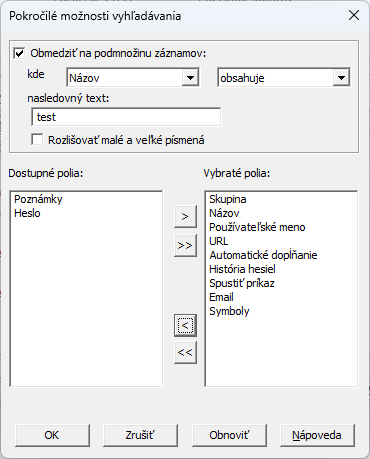 Pokročilé možnosti vyhľadávania
Obmedziť na podmnožinu záznamov:
kde Názov obsahuje
nasledovný text:
test
Rozlišovať malé a veľké písmená
Dostupné polia: Vybraté polia:
Poznámky
Heslo
>
>>
<
<<
Skupina
Názov
Používateľské meno
URL
Automatické dopĺňanie
História hesiel
Spustiť príkaz
Email
Symboly
OK Zrušiť Obnoviť Nápoveda